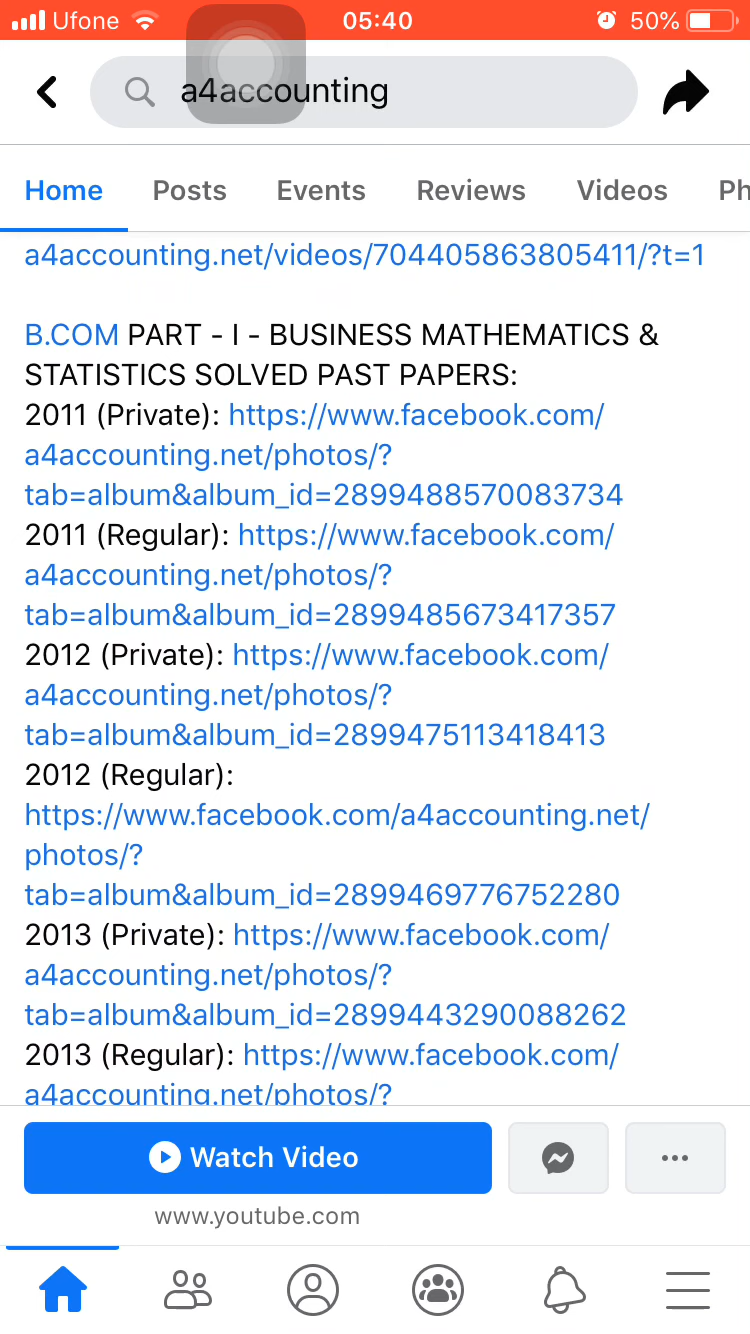 Ufone 05:40 50%
a4accounting
Home Posts Events Reviews Videos Ph
a4accounting.net/videos/704405863805411/?t=1
B.COM PART - I - BUSINESS MATHEMATICS &
STATISTICS SOLVED PAST PAPERS:
2011 (Private): https://www.facebook.com/
a4accounting.net/photos/?
tab=album&album_id=2899488570083734
2011 (Regular): https://www.facebook.com/
a4accounting.net/photos/?
tab=album&album_id=2899485673417357
2012 (Private): https://www.facebook.com/
a4accounting.net/photos/?
tab=album&album_id=2899475113418413
2012 (Regular):
https://www.facebook.com/a4accounting.net/
photos/?
tab=album&album_id=2899469776752280
2013 (Private): https://www.facebook.com/
a4accounting.net/photos/?
tab=album&album_id=2899443290088262
2013 (Regular): https://www.facebook.com/
a4accounting.net/photos/?
Watch Video
www.youtube.com